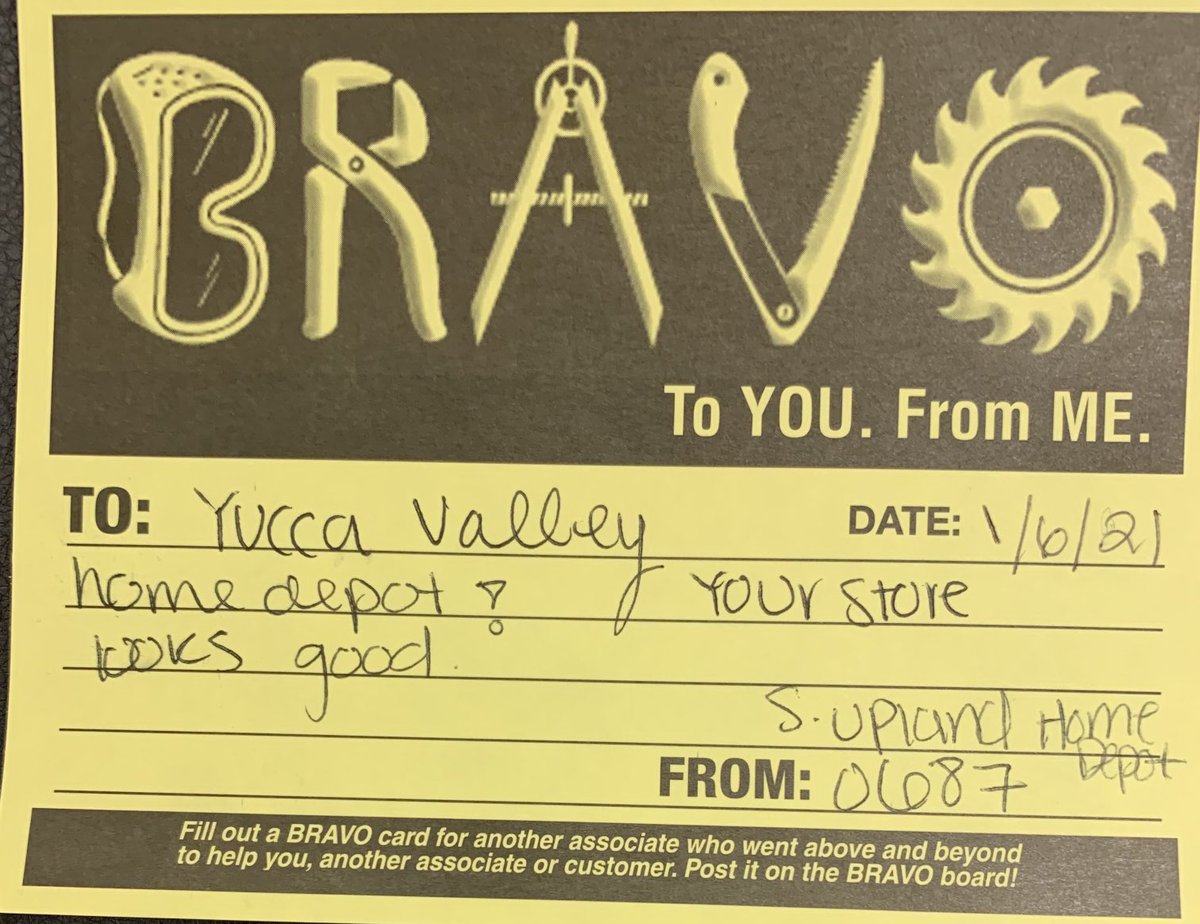 BRAVO
To YOU. From ME.
TO: Yucca Valley DATE: 1/6/21
home depot! Your Store
looks good.
S. Upland Home
Depot
FROM: 0687
Fill out a BRAVO card for another associate who went above and beyond
to help you, another associate or customer. Post it on the BRAVO board!